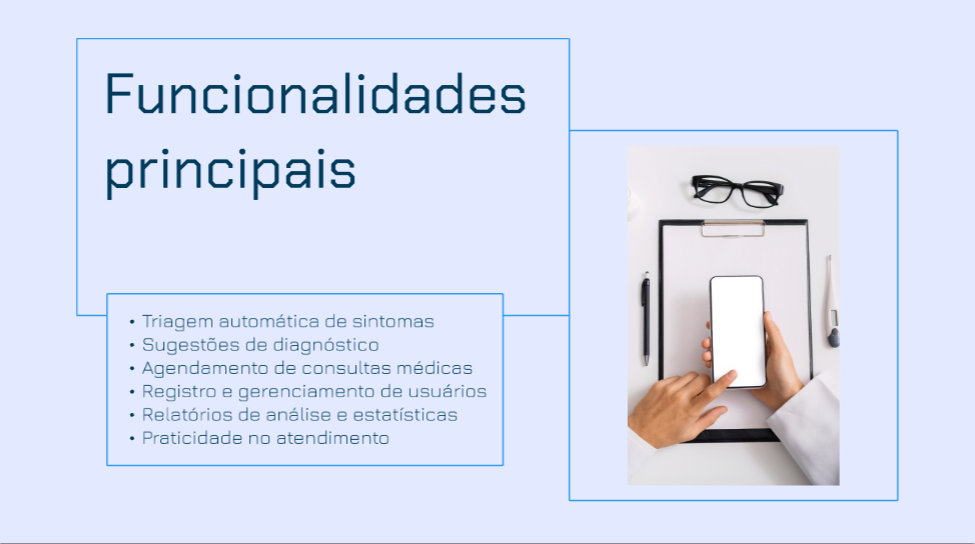 Funcionalidades
principais
• Triagem automática de sintomas
• Sugestões de diagnóstico
• Agendamento de consultas médicas
• Registro e gerenciamento de usuários
• Relatórios de análise e estatísticas
• Praticidade no atendimento